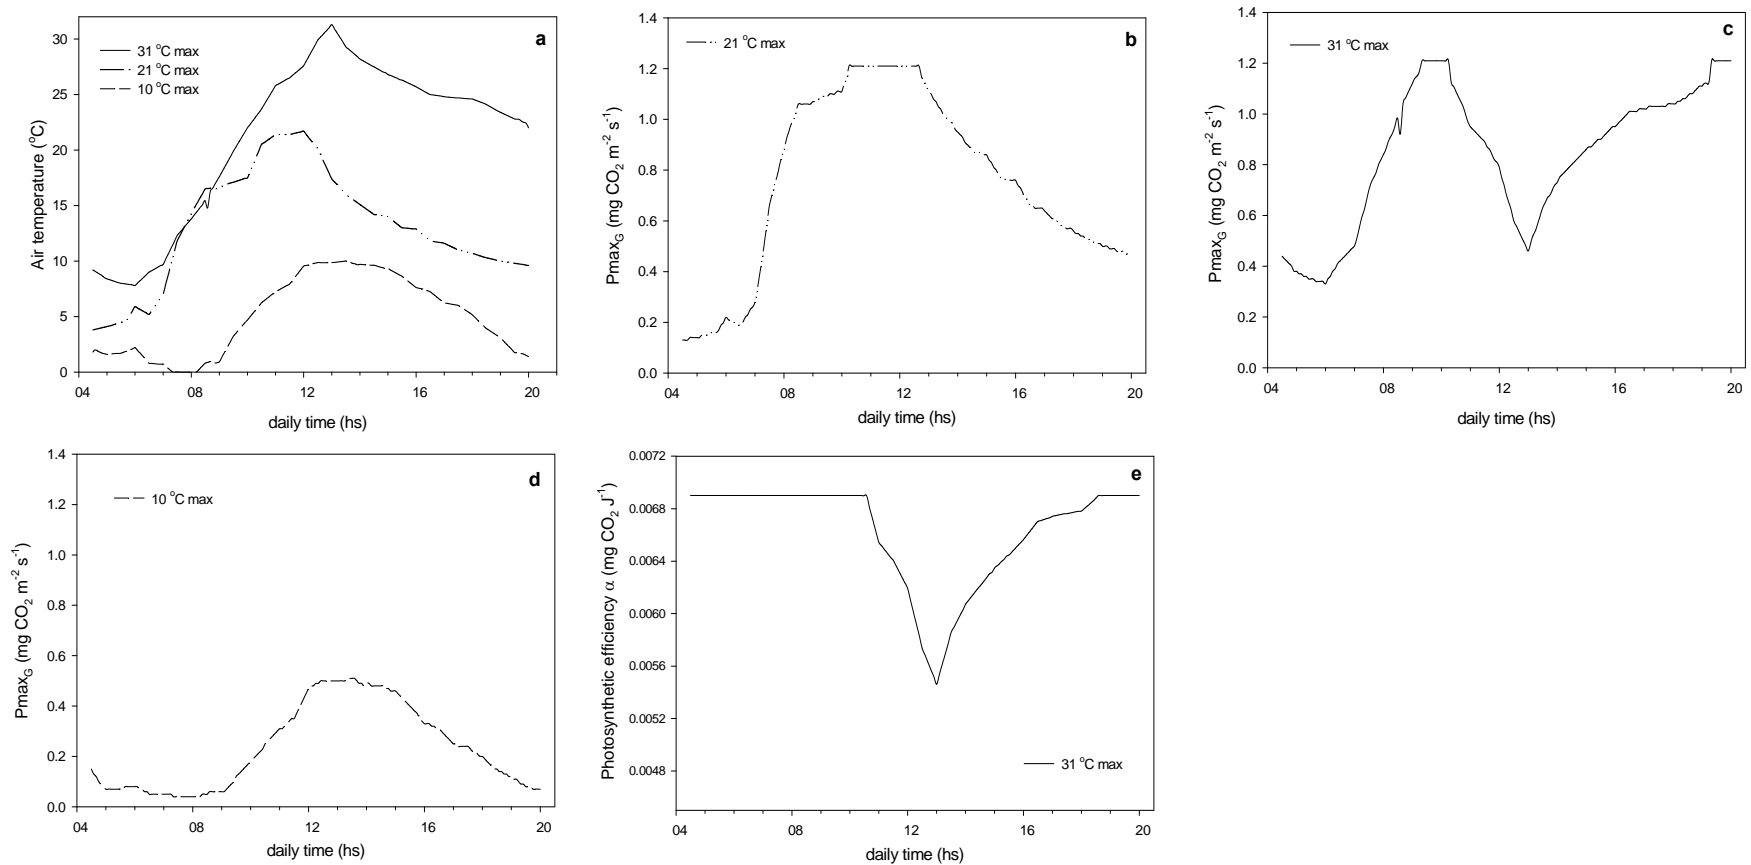 a
31 °C max
21 °C max
10 °C max
30
25
20
15
10
5
0
Air temperature (°C)
04 08 12 16 20
daily time (hs)
b
21 °C max
1.4
1.2
1.0
0.8
0.6
0.4
0.2
0.0
PmaxG (mg CO2 m-2 s-1)
04 08 12 16 20
daily time (hs)
c
31 °C max
1.4
1.2
1.0
0.8
0.6
0.4
0.2
0.0
PmaxG (mg CO2 m-2 s-1)
04 08 12 16 20
daily time (hs)
d
10 °C max
1.4
1.2
1.0
0.8
0.6
0.4
0.2
0.0
PmaxG (mg CO2 m-2 s-1)
04 08 12 16 20
daily time (hs)
e
0.0072
0.0068
0.0064
0.0060
0.0056
0.0052
0.0048
Photosynthetic efficiency α (mg CO2 J-1)
31 °C max
04 08 12 16 20
daily time (hs)